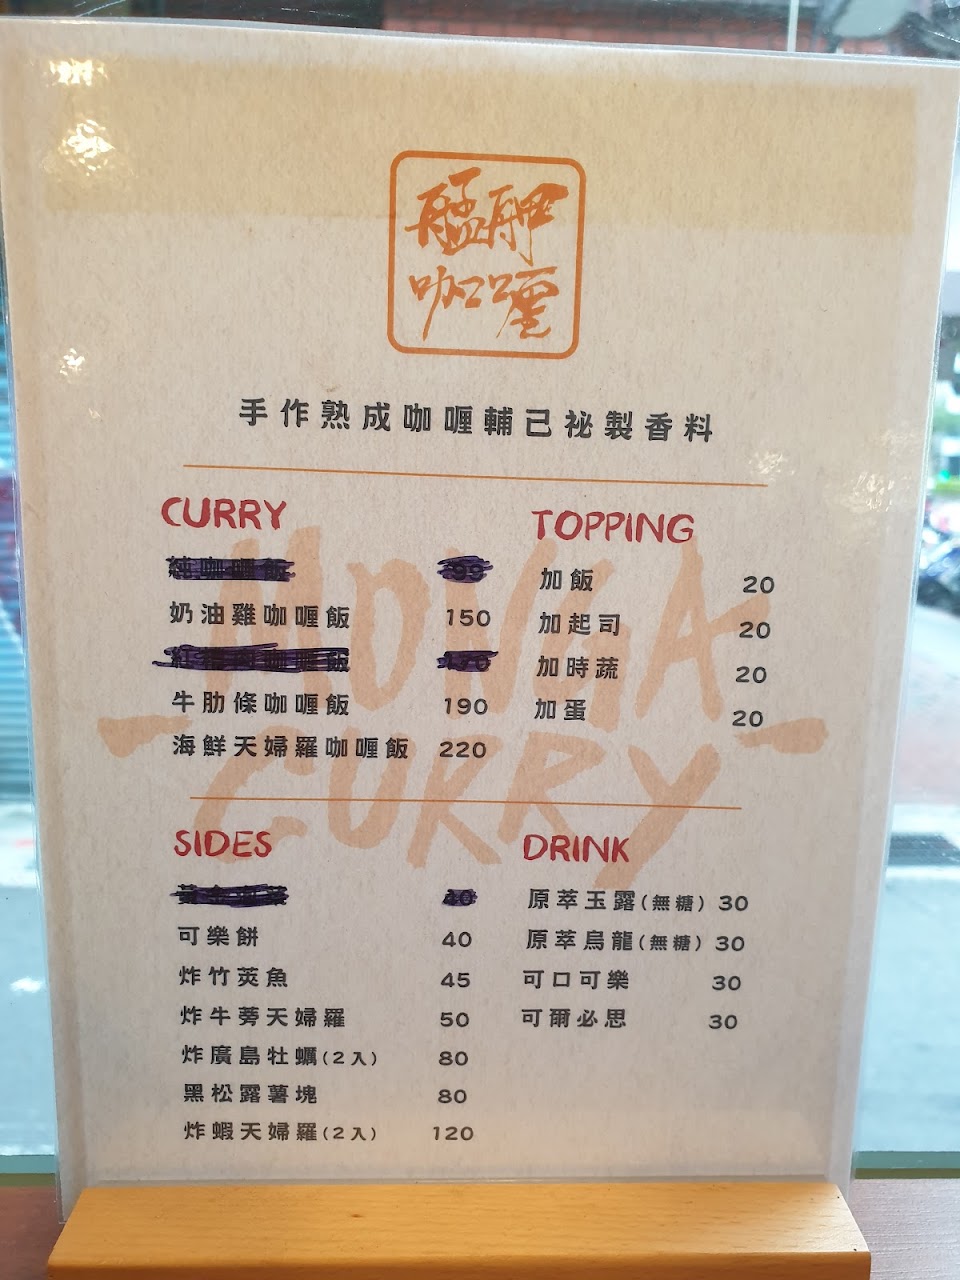 艋舺
咖喱
手作熟成咖喱輔已祕製香料
CURRY
奶油雞咖喱飯 150
牛肋條咖喱飯 190
海鮮天婦羅咖喱飯 220
TOPPING
加飯 20
加起司 20
加時蔬 20
加蛋 20
MONGA
CURRY
SIDES
可樂餅 40
炸竹莢魚 45
炸牛蒡天婦羅 50
炸廣島牡蠣(2入) 80
黑松露薯塊 80
炸蝦天婦羅(2入) 120
DRINK
原萃玉露(無糖) 30
原萃烏龍(無糖) 30
可口可樂 30
可爾必思 30